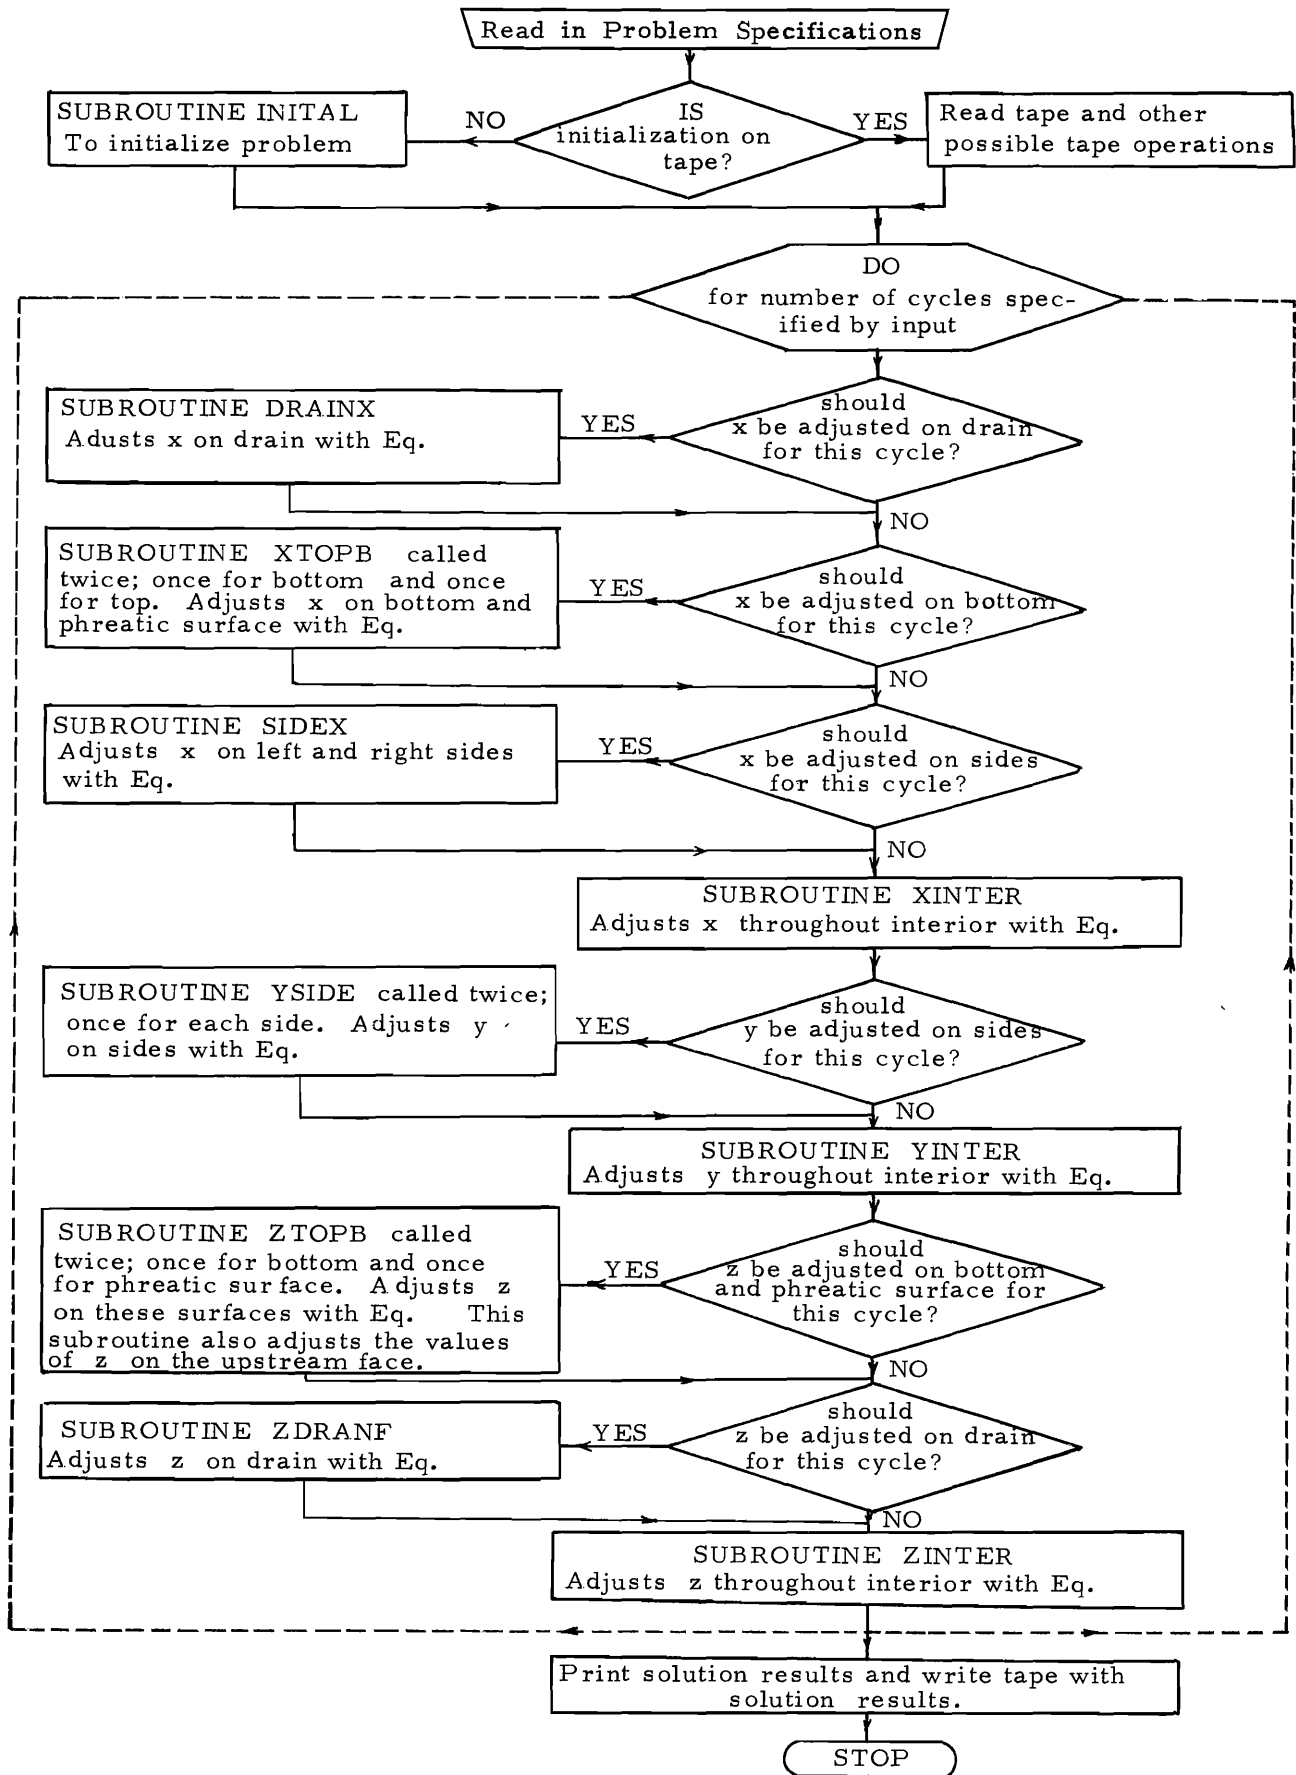 Read in Problem Specifications
SUBROUTINE INITAL
To initialize problem
NO
IS
initialization on
tape?
YES
Read tape and other
possible tape operations
DO
for number of cycles spec-
ified by input
SUBROUTINE DRAINX
Adusts x on drain with Eq.
YES
should
x be adjusted on drain
for this cycle?
NO
SUBROUTINE XTOPB called
twice; once for bottom and once
for top. Adjusts x on bottom and
phreatic surface with Eq.
YES
should
x be adjusted on bottom
for this cycle?
NO
SUBROUTINE SIDEX
Adjusts x on left and right sides
with Eq.
YES
should
x be adjusted on sides
for this cycle?
NO
SUBROUTINE XINTER
Adjusts x throughout interior with Eq.
SUBROUTINE YSIDE called twice;
once for each side. Adjusts y
on sides with Eq.
YES
should
y be adjusted on sides
for this cycle?
NO
SUBROUTINE YINTER
Adjusts y throughout interior with Eq.
SUBROUTINE ZTOPB called
twice; once for bottom and once
for phreatic surface. Adjusts z
on these surfaces with Eq. This
subroutine also adjusts the values
of z on the upstream face.
YES
should
z be adjusted on bottom
and phreatic surface for
this cycle?
NO
SUBROUTINE ZDRANF
Adjusts z on drain with Eq.
YES
should
z be adjusted on drain
for this cycle?
NO
SUBROUTINE ZINTER
Adjusts z throughout interior with Eq.
Print solution results and write tape with
solution results.
STOP